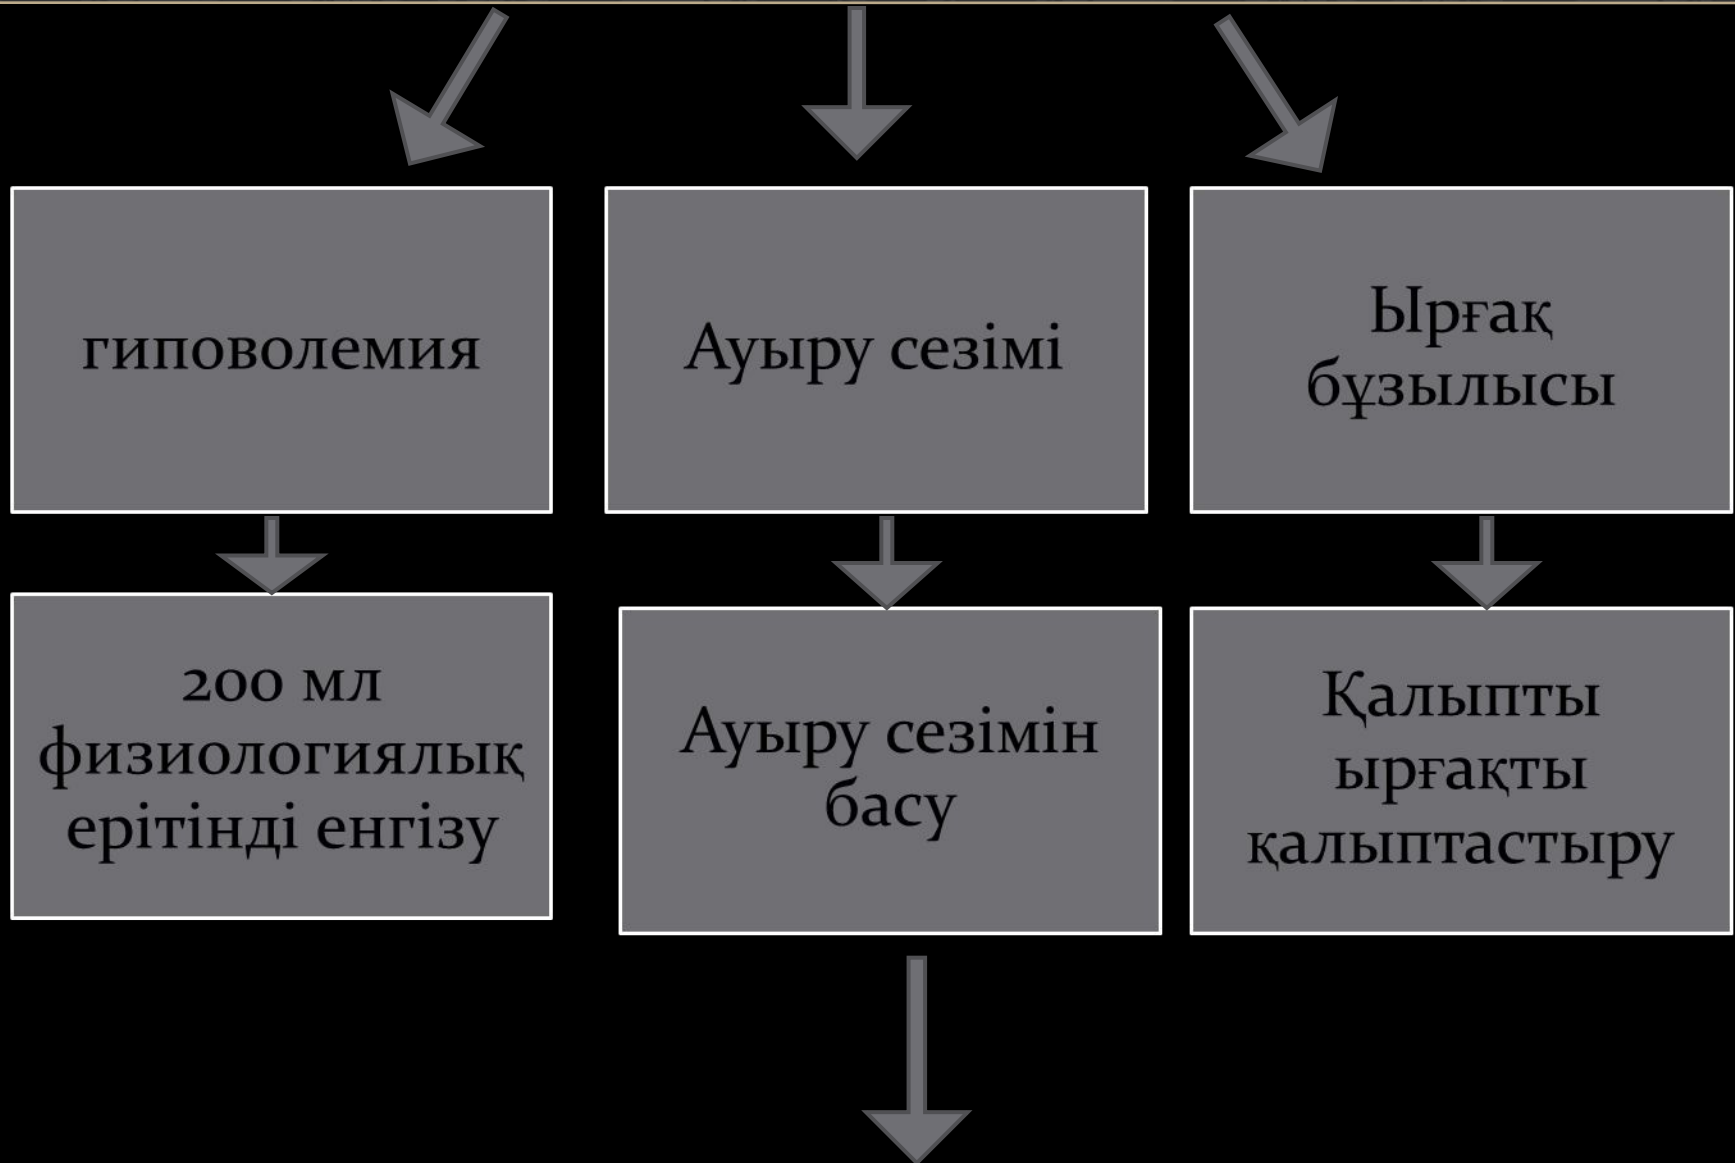 гиповолемия
Ауыру сезімі
Ырғақ
бұзылысы
200 мл
физиологиялық
ерітінді енгізу
Ауыру сезімін
басу
Қалыпты
ырғақты
қалыптастыру